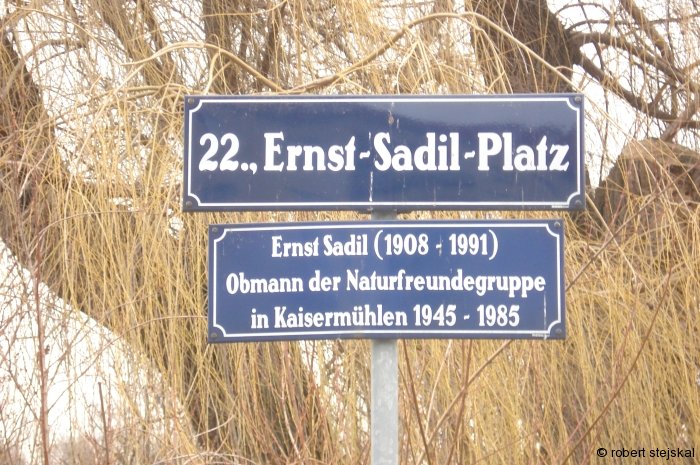 22., Ernst-Sadil-Platz
Ernst Sadil (1908 - 1991)
Obmann der Naturfreundegruppe
in Kaisermühlen 1945 - 1985
© robert stejskal